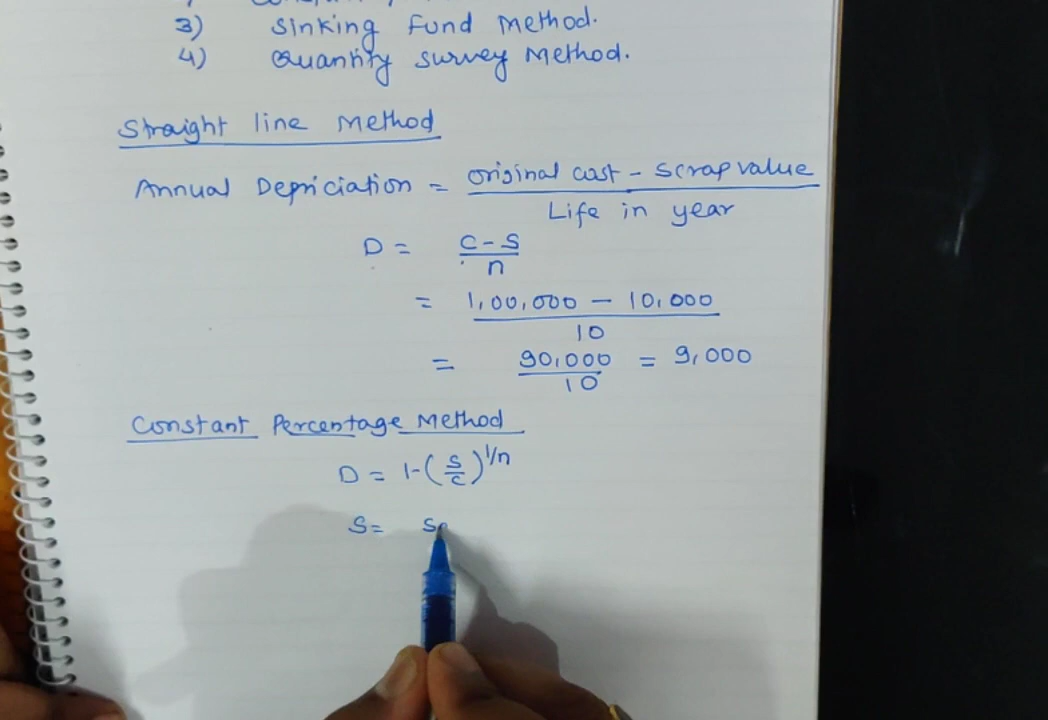 3) Sinking Fund Method.
4) Quantity survey Method.
Straight line Method
Annual Depriciation = original cost - scrap value
Life in year
D = C - S
n
= 1,00,000 - 10,000
10
= 90,000 = 9,000
10
Constant Percentage Method
D = 1-(S/C)^1/n
S =